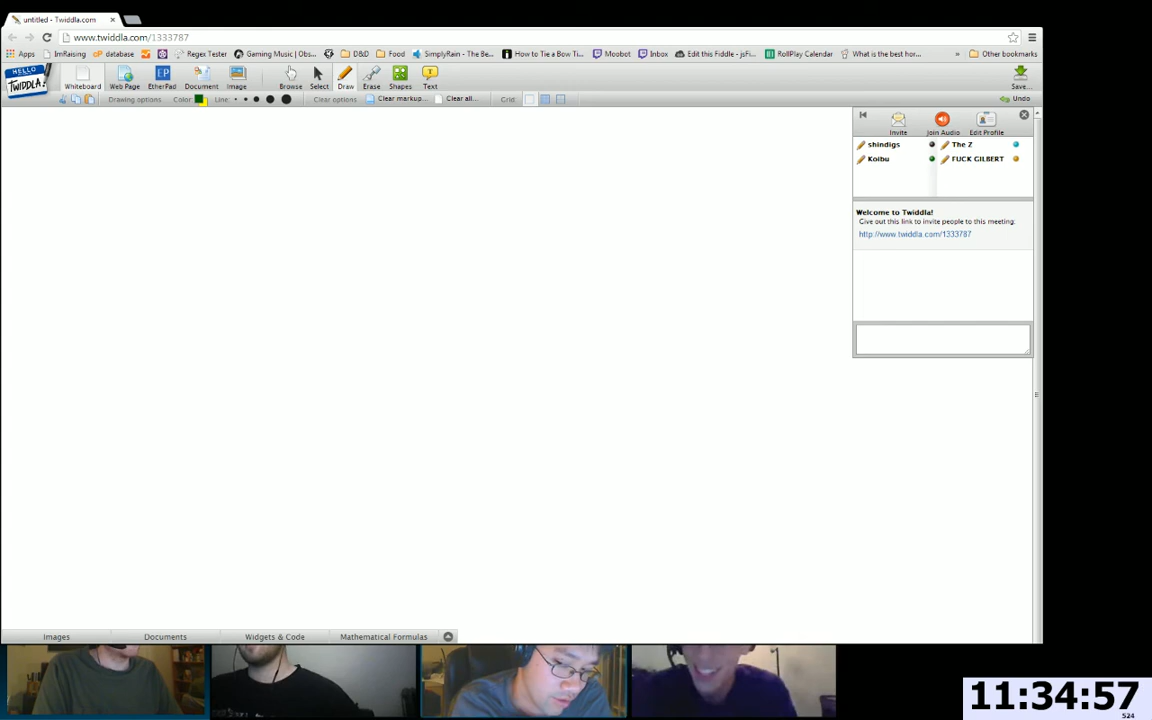 untitled - Twiddla.com
www.twiddla.com/1333787
Apps ImRaising database Regex Tester Gaming Music | Obs... D&D Food SimplyRain - The Be... How to Tie a Bow Ti... Moobot Inbox Edit this Fiddle - jsFi... RollPlay Calendar What is the best hor... » Other bookmarks
HELLO
TWIDDLA!
EP
T
Whiteboard Web Page EtherPad Document Image Browse Select Draw Erase Shapes Text Save...
Drawing options Color: Line: Clear options Clear markup... Clear all... Grid: Undo
Invite Join Audio Edit Profile
shindigs The Z
Koibu FUCK GILBERT
Welcome to Twiddla!
Give out this link to invite people to this meeting:
http://www.twiddla.com/1333787
Images Documents Widgets & Code Mathematical Formulas
11:34:57
524